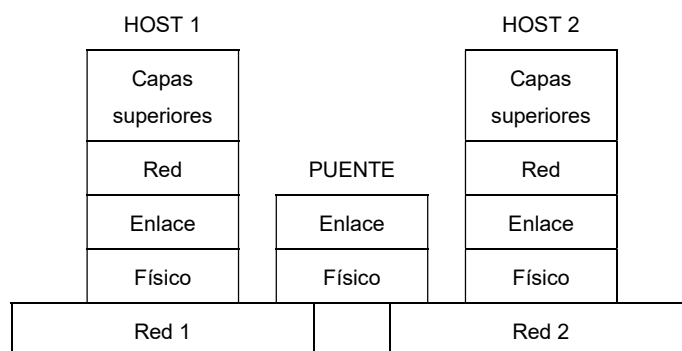 HOST 1
HOST 2
Capas
superiores
Capas
superiores
Red
PUENTE
Red
Enlace
Enlace
Enlace
Físico
Físico
Físico
Red 1
Red 2